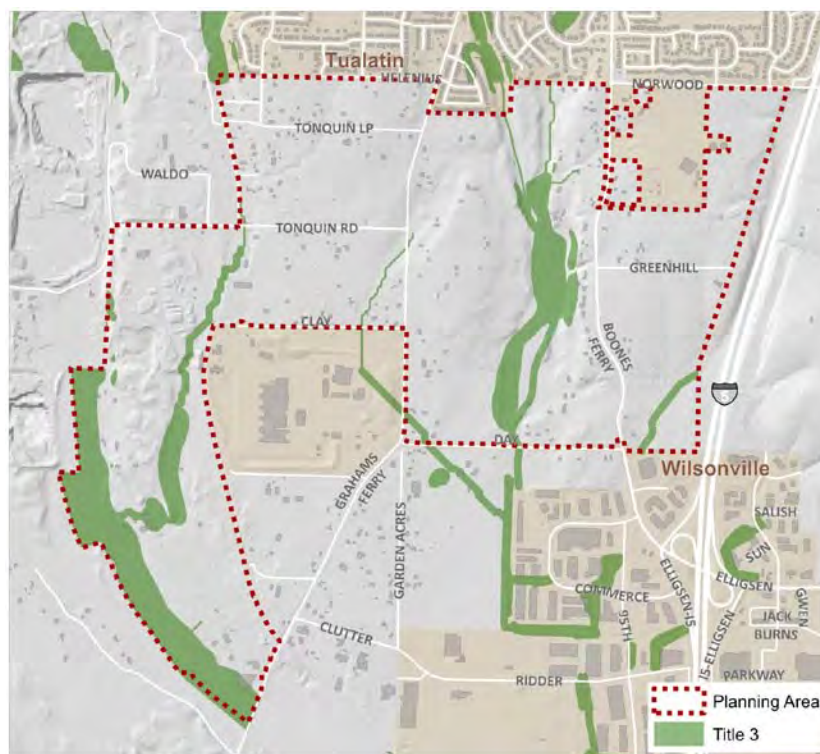 Tualatin
HELENIUS
NORWOOD
TONQUIN LP
WALDO
TONQUIN RD
GREENHILL
CLAY
BOONES
FERRY
5
DAY
Wilsonville
GRAHAMS
FERRY
GARDEN ACRES
SALISH
SUN
ELLIGSEN
ELLIGSEN-I5
COMMERCE
95TH
GWEN
JACK
BURNS
I5-ELLIGSEN
CLUTTER
RIDDER
PARKWAY
Planning Area
Title 3